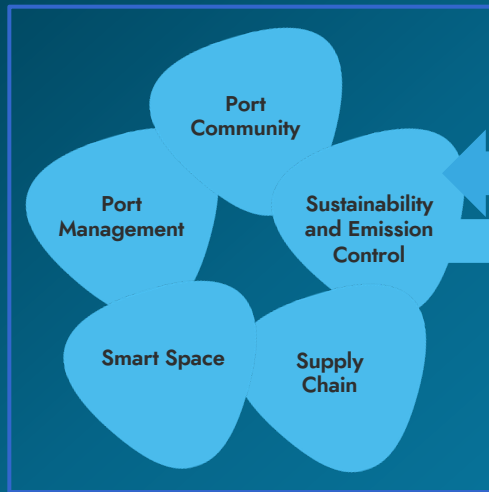 Port
Community
Port
Management
Sustainability
and Emission
Control
Smart Space
Supply
Chain